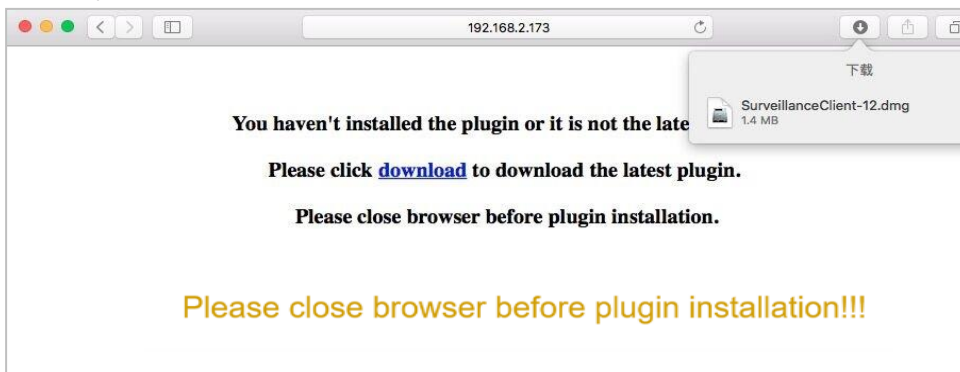 192.168.2.173
下载
SurveillanceClient-12.dmg
1.4 MB
You haven't installed the plugin or it is not the late
Please click download to download the latest plugin.
Please close browser before plugin installation.
Please close browser before plugin installation!!!